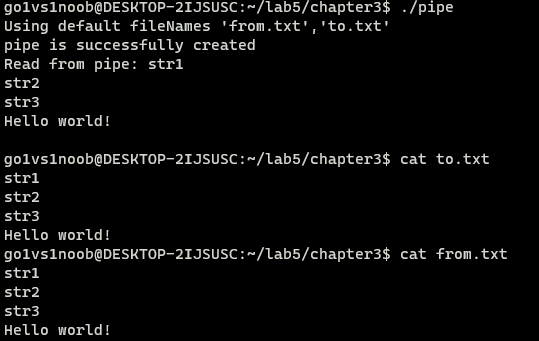 go1vs1noob@DESKTOP-2IJSUSC:~/lab5/chapter3$ ./pipe
Using default fileNames 'from.txt','to.txt'
pipe is successfully created
Read from pipe: str1
str2
str3
Hello world!
go1vs1noob@DESKTOP-2IJSUSC:~/lab5/chapter3$ cat to.txt
str1
str2
str3
Hello world!
go1vs1noob@DESKTOP-2IJSUSC:~/lab5/chapter3$ cat from.txt
str1
str2
str3
Hello world!